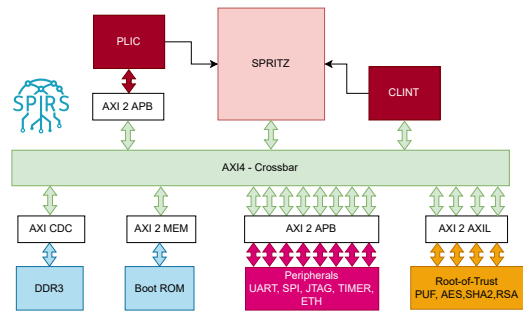 PLIC
SPRITZ
CLINT
SPIRS
AXI 2 APB
AXI4 - Crossbar
AXI CDC
AXI 2 MEM
AXI 2 APB
AXI 2 AXIL
DDR3
Boot ROM
Peripherals
UART, SPI, JTAG, TIMER,
ETH
Root-of-Trust
PUF, AES,SHA2,RSA